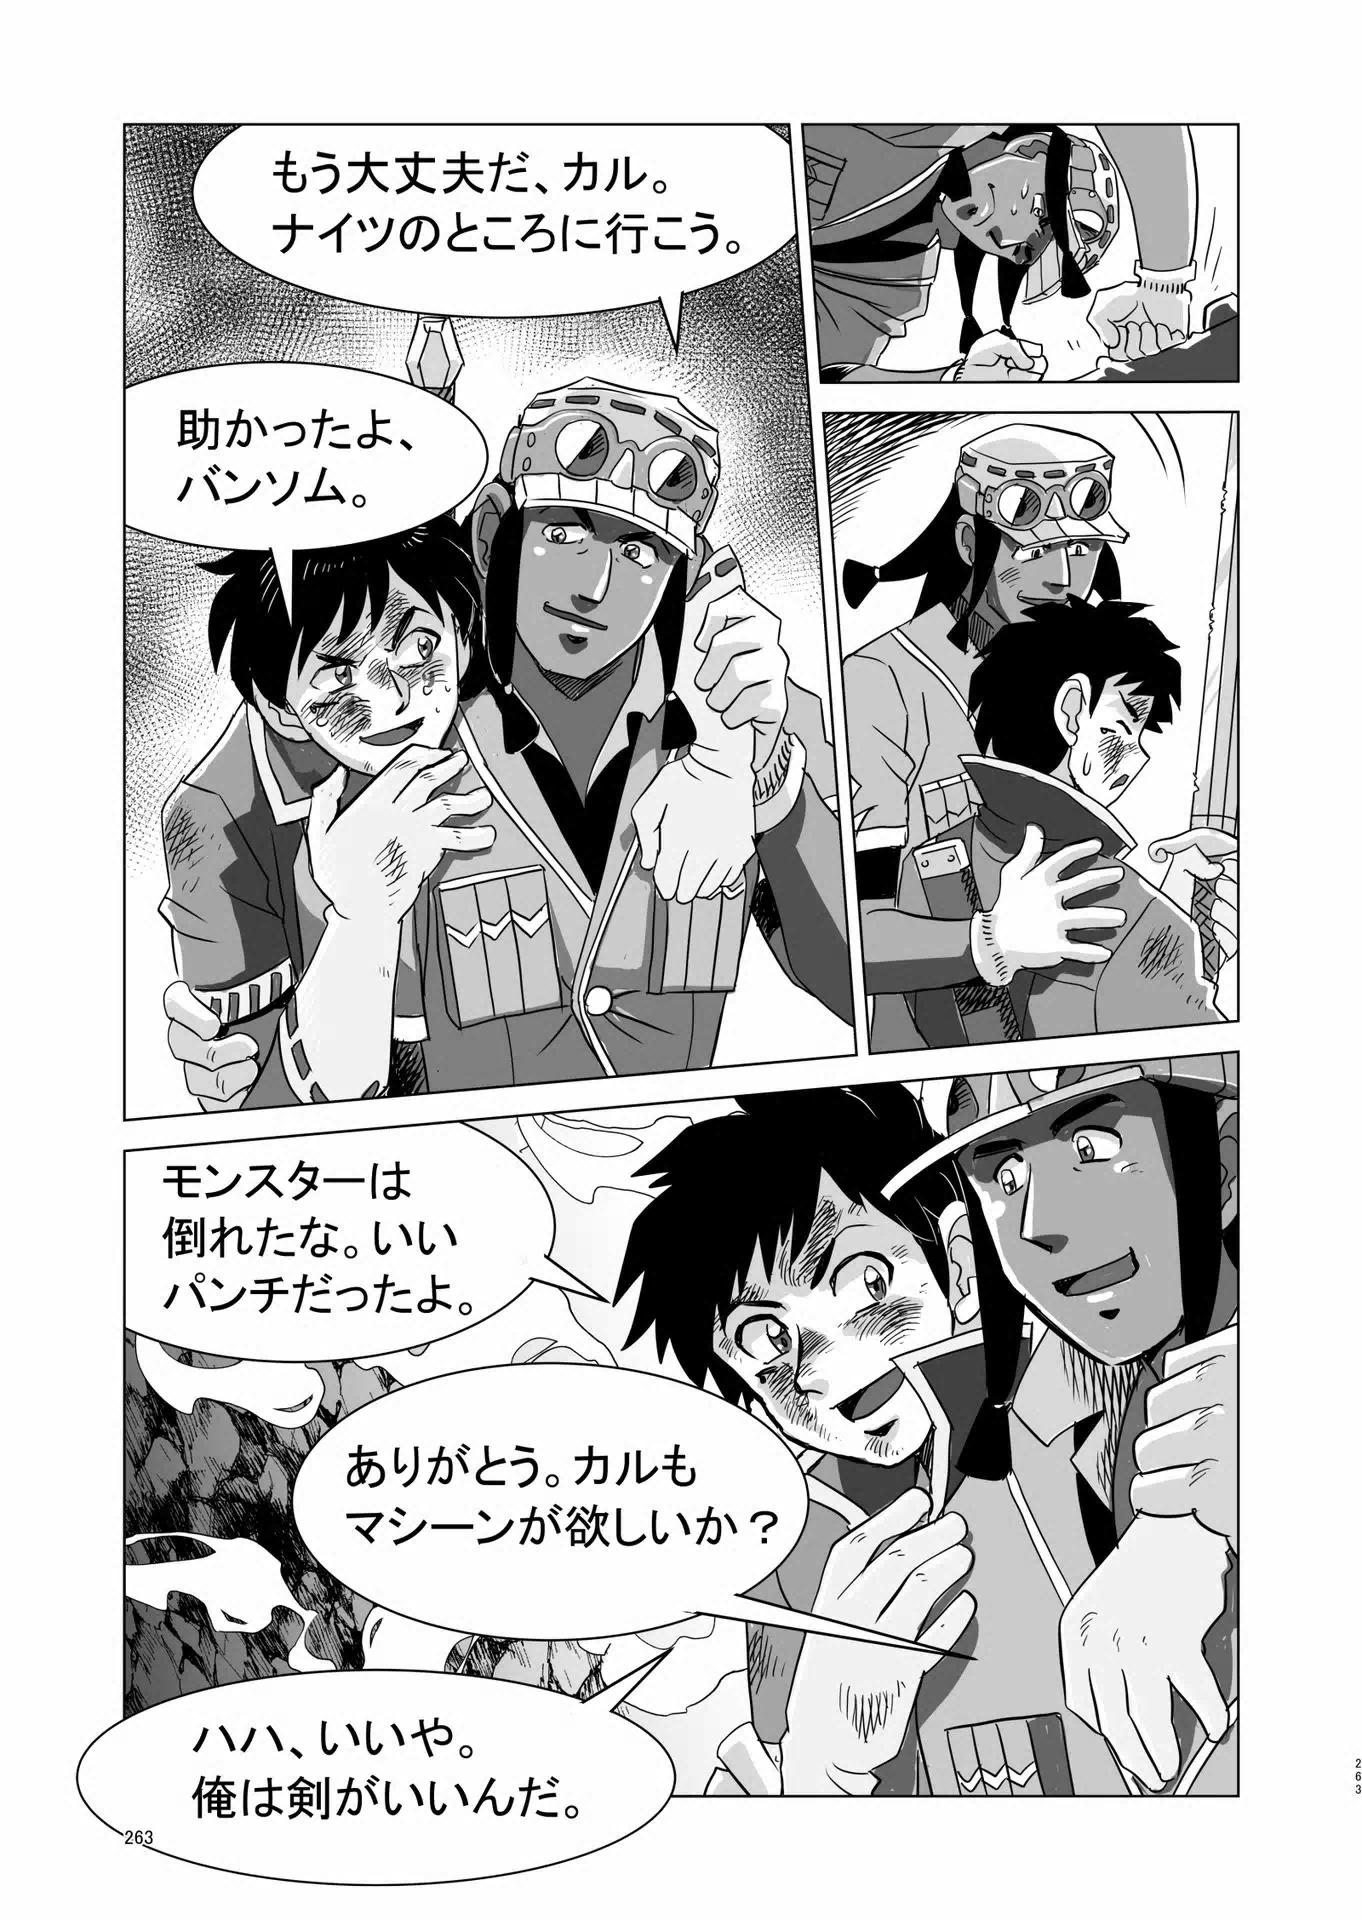 もう大丈夫だ、カル。
ナイツのところに行こう。
助かったよ、
バンソム。
モンスターは
倒れたな。いい
パンチだったよ。
ありがとう。カルも
マシーンが欲しいか?
ハハ、いいや。
俺は剣がいいんだ。
263
263